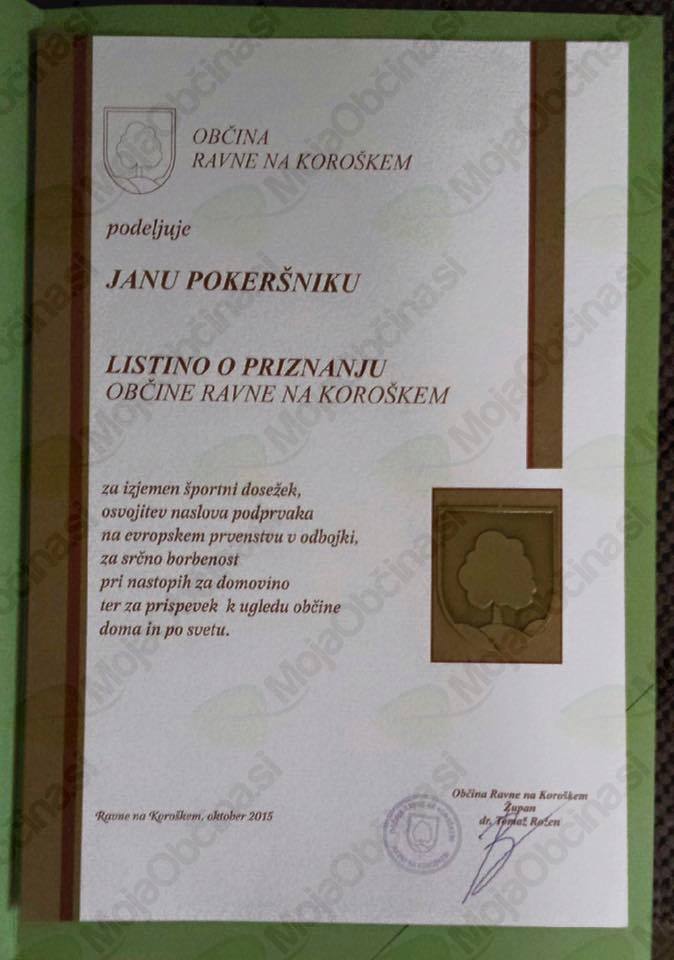 OBČINA
RAVNE NA KOROŠKEM
podeljuje
JANU POKERŠNIKU
LISTINO O PRIZNANJU
OBČINE RAVNE NA KOROŠKEM
za izjemen športni dosežek,
osvojitev naslova podprvaka
na evropskem prvenstvu v odbojki,
za srčno borbenost
pri nastopih za domovino
ter za prispevek k ugledu občine
doma in po svetu.
Občina Ravne na Koroškem
Župan
dr. Tomaž Rožen
Ravne na Koroškem, oktober 2015
MojaObčina.si